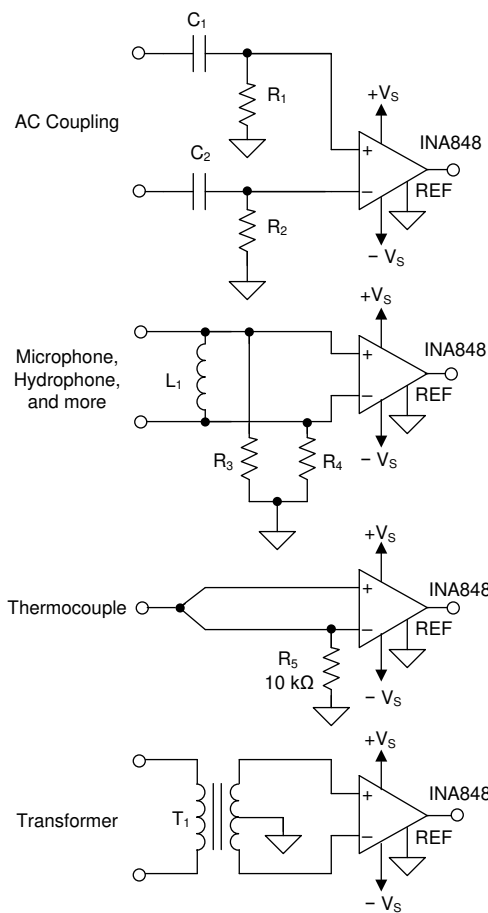 C1
R1
+VS
AC Coupling
INA848
+
C2
−
REF
R2
− VS
+VS
INA848
Microphone,
Hydrophone,
and more
L1
+
−
REF
R3
R4
− VS
+VS
INA848
+
Thermocouple
−
REF
R5
10 kΩ
− VS
+VS
INA848
+
Transformer
T1
−
REF
− VS